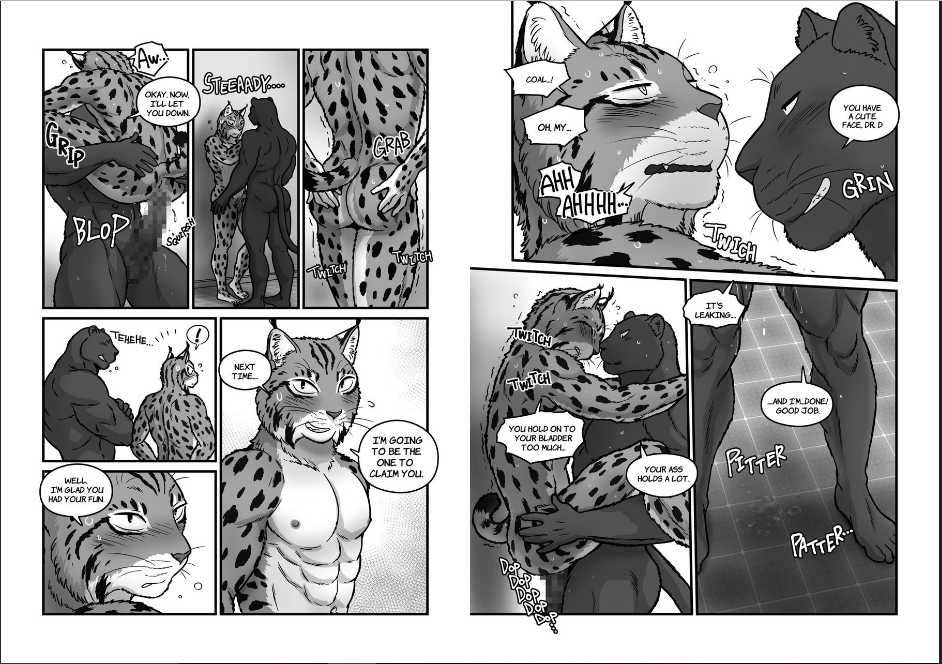 AW..
OKAY. NOW,
I'LL LET
YOU DOWN.
GRIP
BLOP
SQUELSH
STEEAADY....
GRAB
TWITCH
TWITCH
TEHEHE...
!
WELL,
I'M GLAD YOU
HAD YOUR FUN
NEXT
TIME...
I'M GOING
TO BE THE
ONE TO
CLAIM YOU.
COAL..!
OH, MY...
AHH
AHHHH...
YOU HAVE
A CUTE
FACE, DR. D
GRIN
TWICH
TWITCH
TWITCH
YOU HOLD ON TO
YOUR BLADDER
TOO MUCH..
YOUR ASS
HOLDS A LOT.
DOP
DOP
DOP
DOP
IT'S
LEAKING...
...AND I'M...DONE!
GOOD JOB.
PITTER
PATTER...